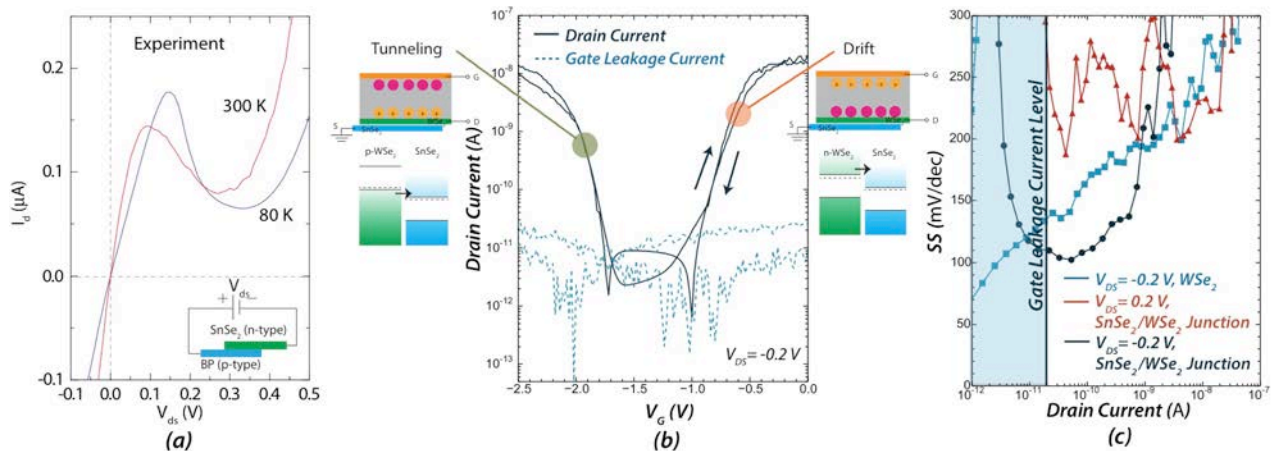 Experiment
300 K
80 K
0.2
0.1
0.0
-0.1
I_d (μA)
0.0 0.1 0.2 0.3 0.4 0.5
V_ds (V)
V_ds
+ −
SnSe₂ (n-type)
BP (p-type)
(a)
Tunneling
G
D
S
WSe₂
SnSe₂
p-WSe₂ SnSe₂
Drain Current
Gate Leakage Current
Drift
10⁻⁷
10⁻⁸
10⁻⁹
10⁻¹⁰
10⁻¹¹
10⁻¹²
10⁻¹³
Drain Current (A)
V_DS = -0.2 V
-2.5 -2.0 -1.5 -1.0 -0.5 0.0
V_G (V)
(b)
G
D
S
WSe₂
SnSe₂
n-WSe₂ SnSe₂
300
250
200
150
100
50
0
SS (mV/dec)
Gate Leakage Current Level
V_DS = -0.2 V, WSe₂
V_DS = 0.2 V,
SnSe₂/WSe₂ Junction
V_DS = -0.2 V,
SnSe₂/WSe₂ Junction
10⁻¹² 10⁻¹¹ 10⁻¹⁰ 10⁻⁹ 10⁻⁸ 10⁻⁷
Drain Current (A)
(c)